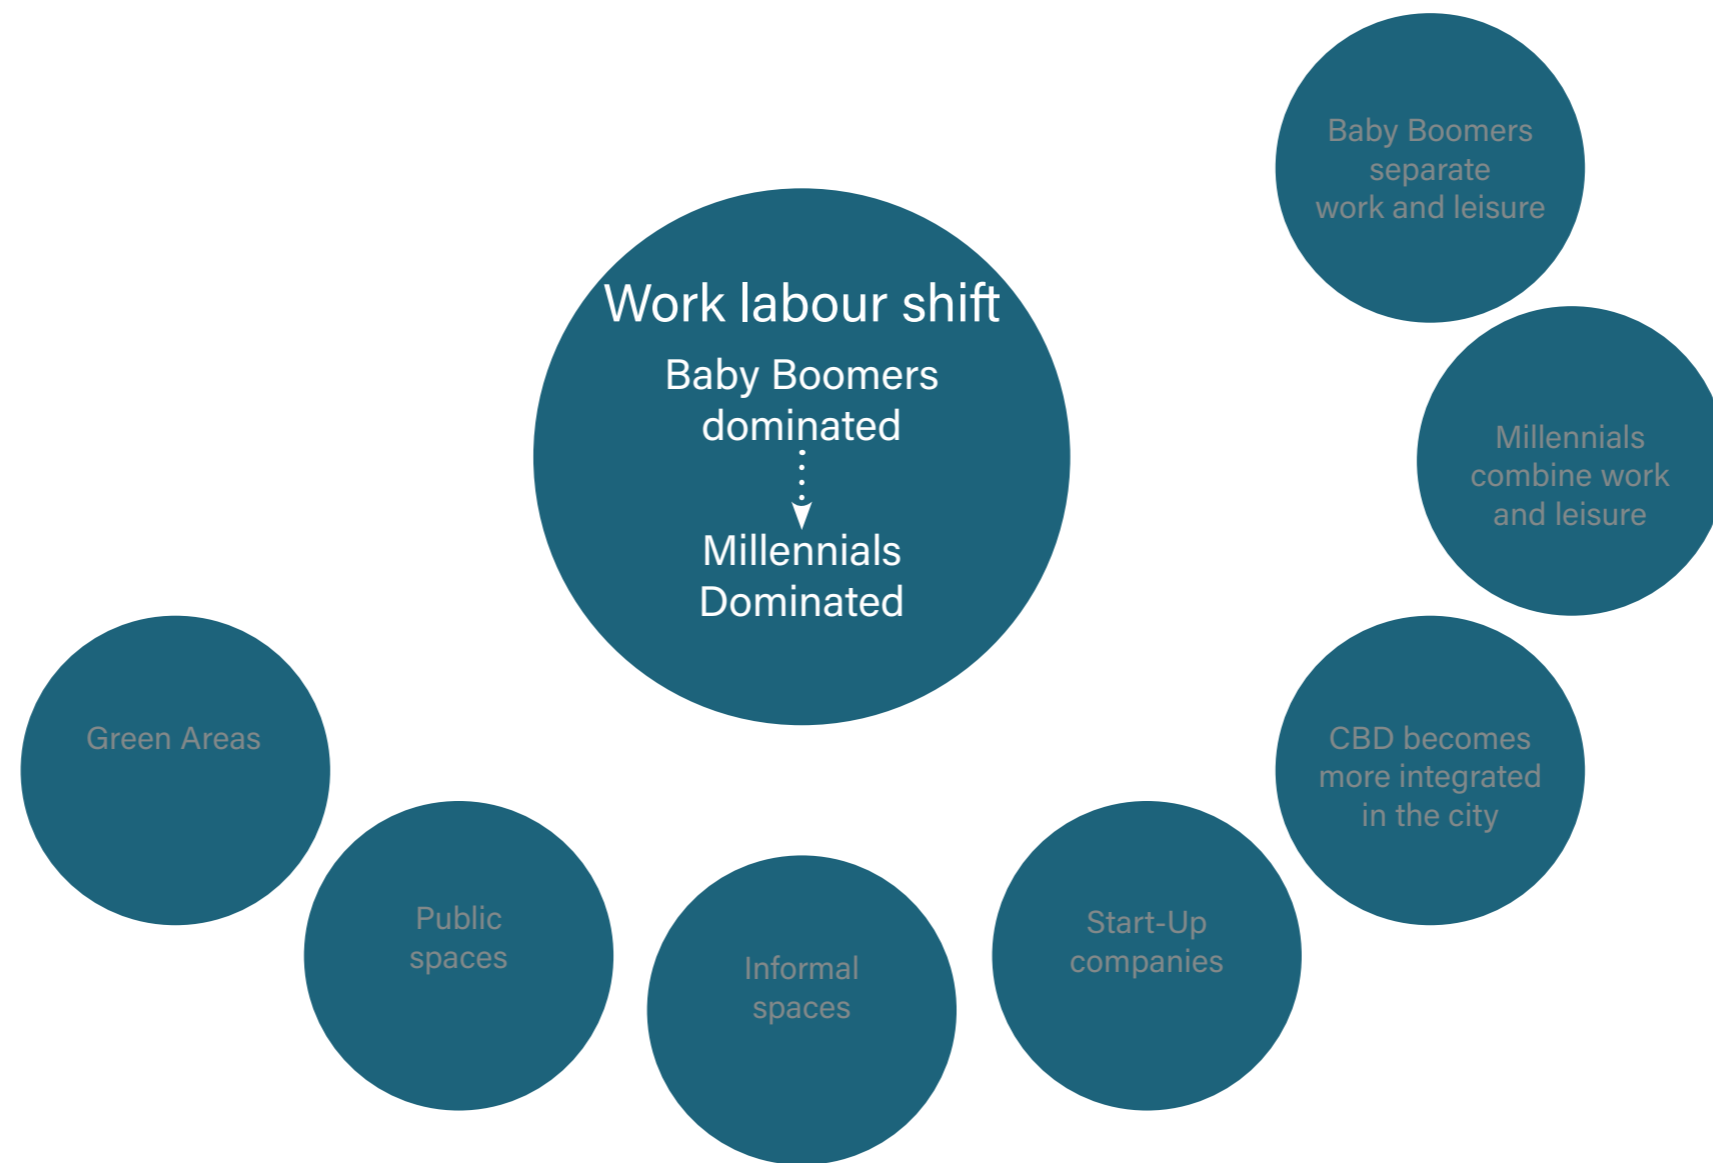 Work labour shift
Baby Boomers
dominated
Millennials
Dominated
Baby Boomers
separate
work and leisure
Millennials
combine work
and leisure
CBD becomes
more integrated
in the city
Start-Up
companies
Informal
spaces
Public
spaces
Green Areas